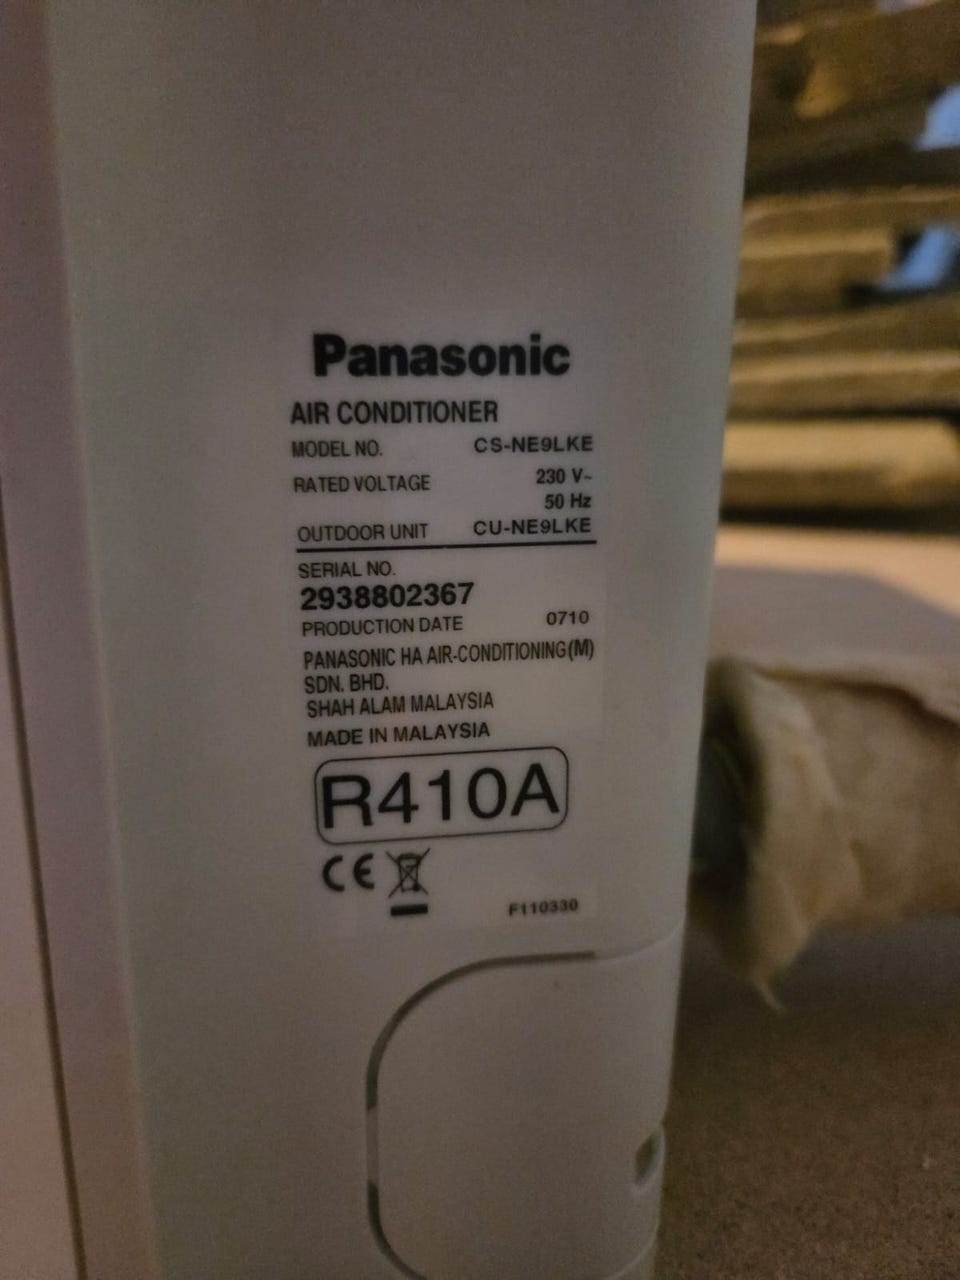 Panasonic
AIR CONDITIONER
MODEL NO. CS-NE9LKE
RATED VOLTAGE 230 V~
50 Hz
OUTDOOR UNIT CU-NE9LKE
SERIAL NO.
2938802367
PRODUCTION DATE 0710
PANASONIC HA AIR-CONDITIONING(M)
SDN. BHD.
SHAH ALAM MALAYSIA
MADE IN MALAYSIA
R410A
CE
F110330